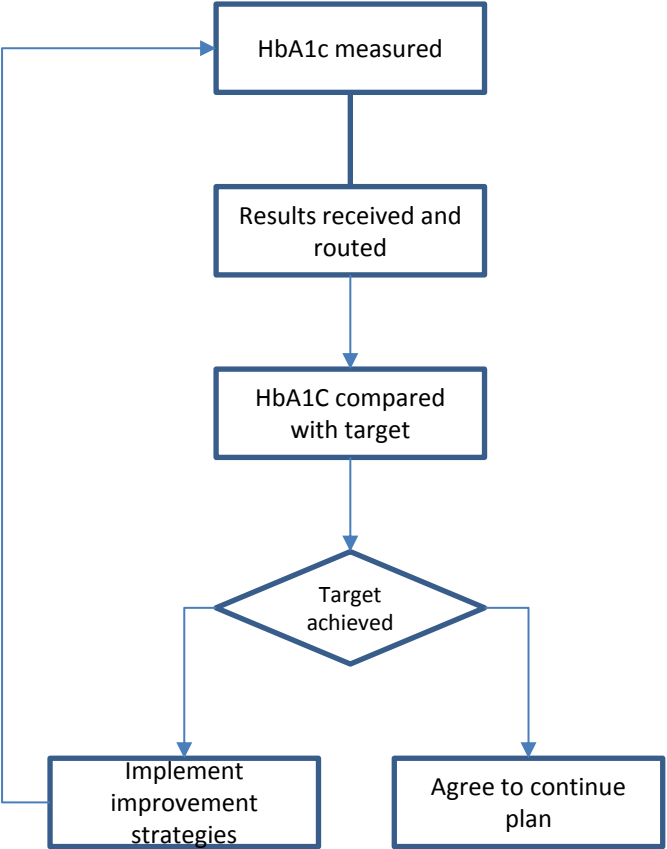 HbA1c measured
Results received and
routed
HbA1C compared
with target
Target
achieved
Implement
improvement
strategies
Agree to continue
plan